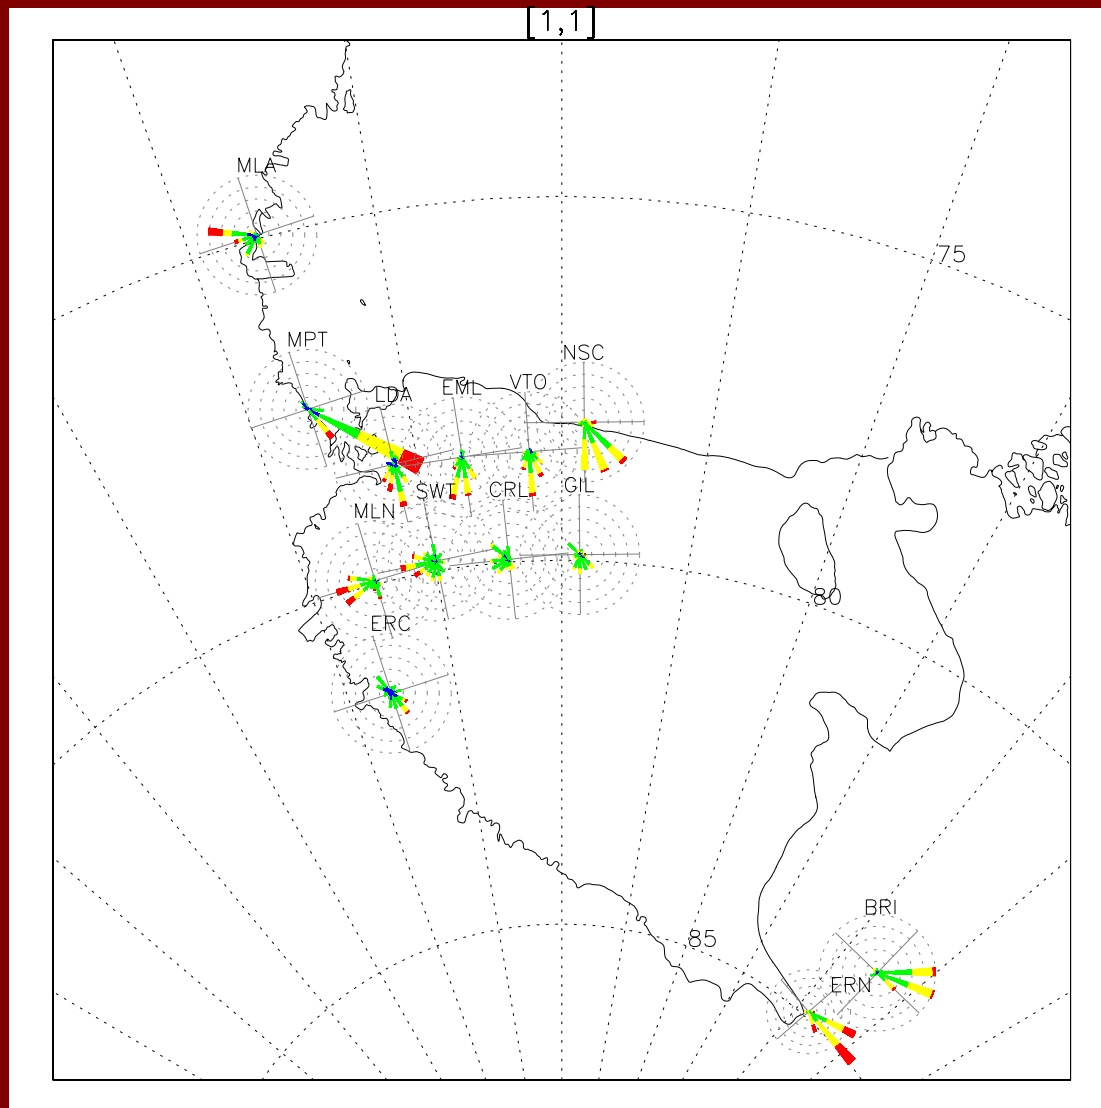 [1,1]
MLA
75
MPT
NSC
VTO
EML
LDA
GIL
CRL
SWT
MLN
80
ERC
BRI
85
ERN